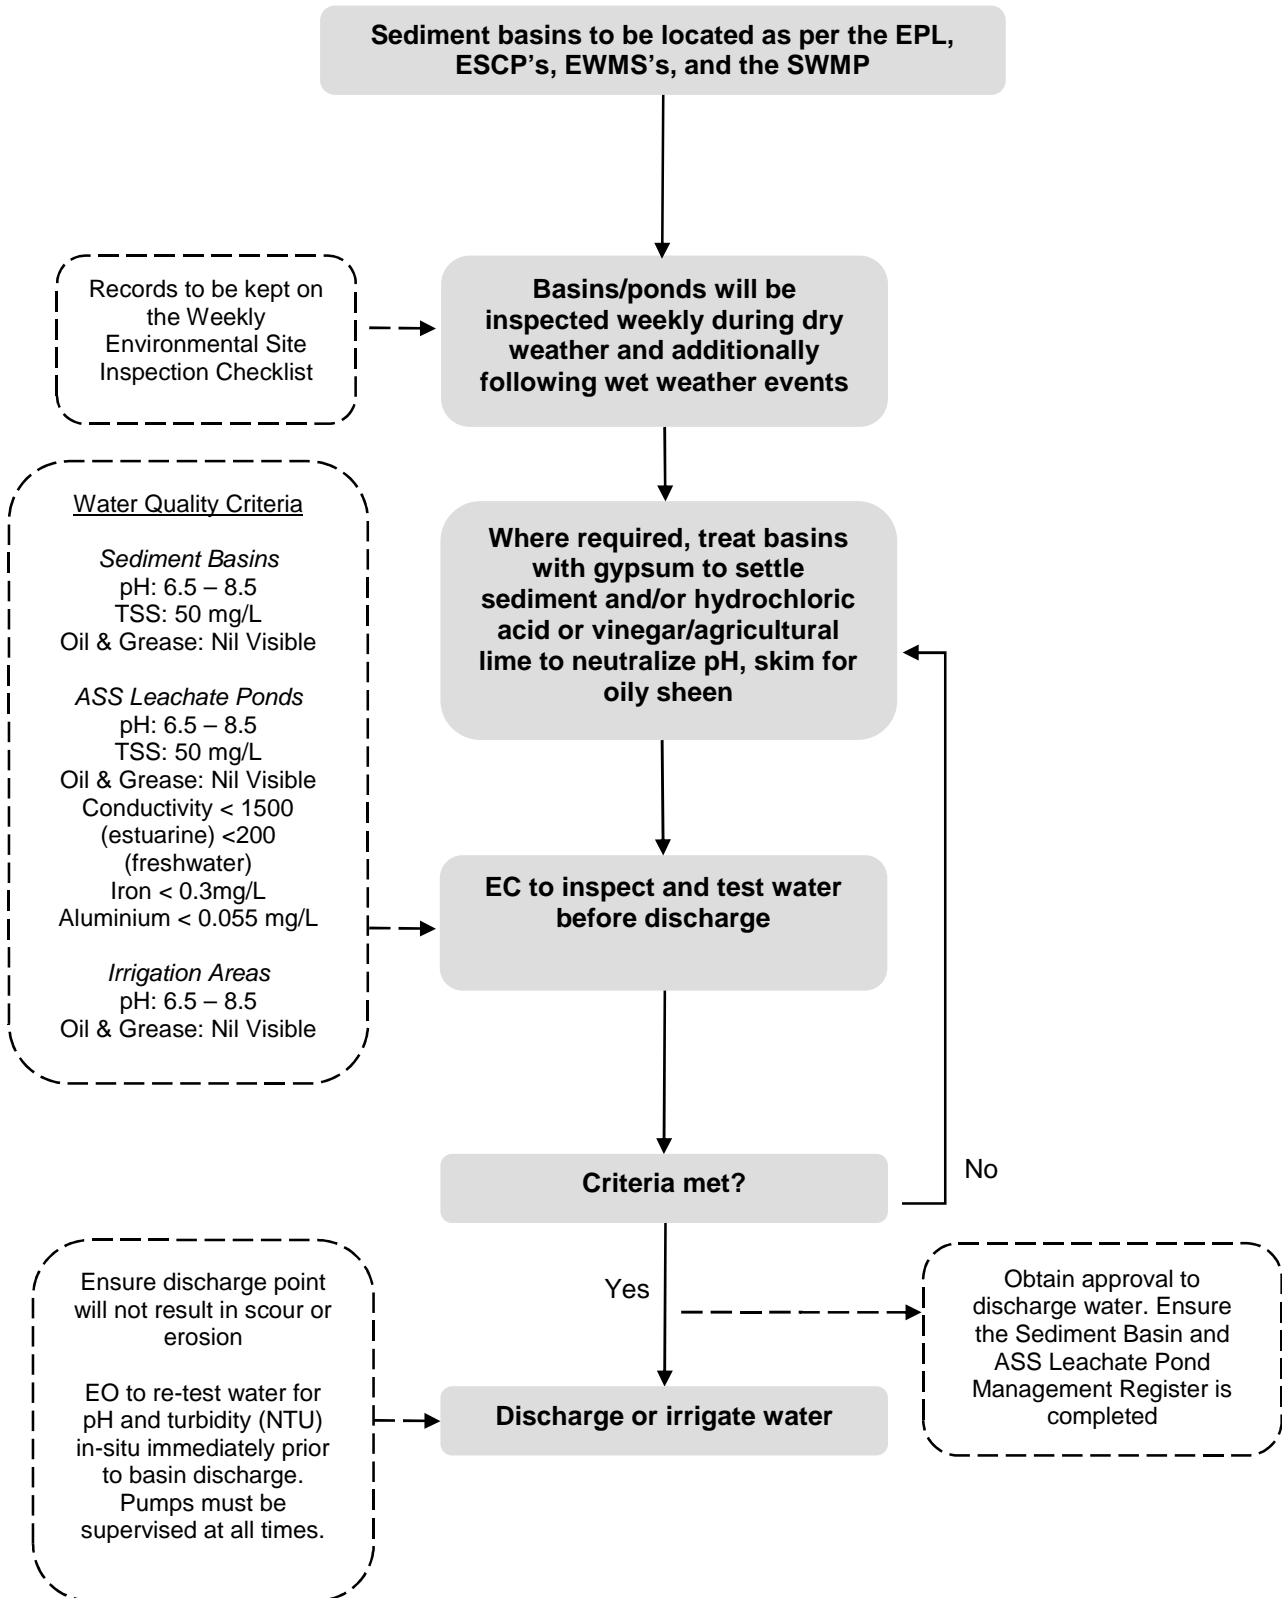 Sediment basins to be located as per the EPL,
ESCP's, EWMS's, and the SWMP
Records to be kept on
the Weekly
Environmental Site
Inspection Checklist
Basins/ponds will be
inspected weekly during dry
weather and additionally
following wet weather events
Water Quality Criteria
Sediment Basins
pH: 6.5 – 8.5
TSS: 50 mg/L
Oil & Grease: Nil Visible
ASS Leachate Ponds
pH: 6.5 – 8.5
TSS: 50 mg/L
Oil & Grease: Nil Visible
Conductivity < 1500
(estuarine) <200
(freshwater)
Iron < 0.3mg/L
Aluminium < 0.055 mg/L
Irrigation Areas
pH: 6.5 – 8.5
Oil & Grease: Nil Visible
Where required, treat basins
with gypsum to settle
sediment and/or hydrochloric
acid or vinegar/agricultural
lime to neutralize pH, skim for
oily sheen
EC to inspect and test water
before discharge
Criteria met?
No
Yes
Obtain approval to
discharge water. Ensure
the Sediment Basin and
ASS Leachate Pond
Management Register is
completed
Ensure discharge point
will not result in scour or
erosion
EO to re-test water for
pH and turbidity (NTU)
in-situ immediately prior
to basin discharge.
Pumps must be
supervised at all times.
Discharge or irrigate water